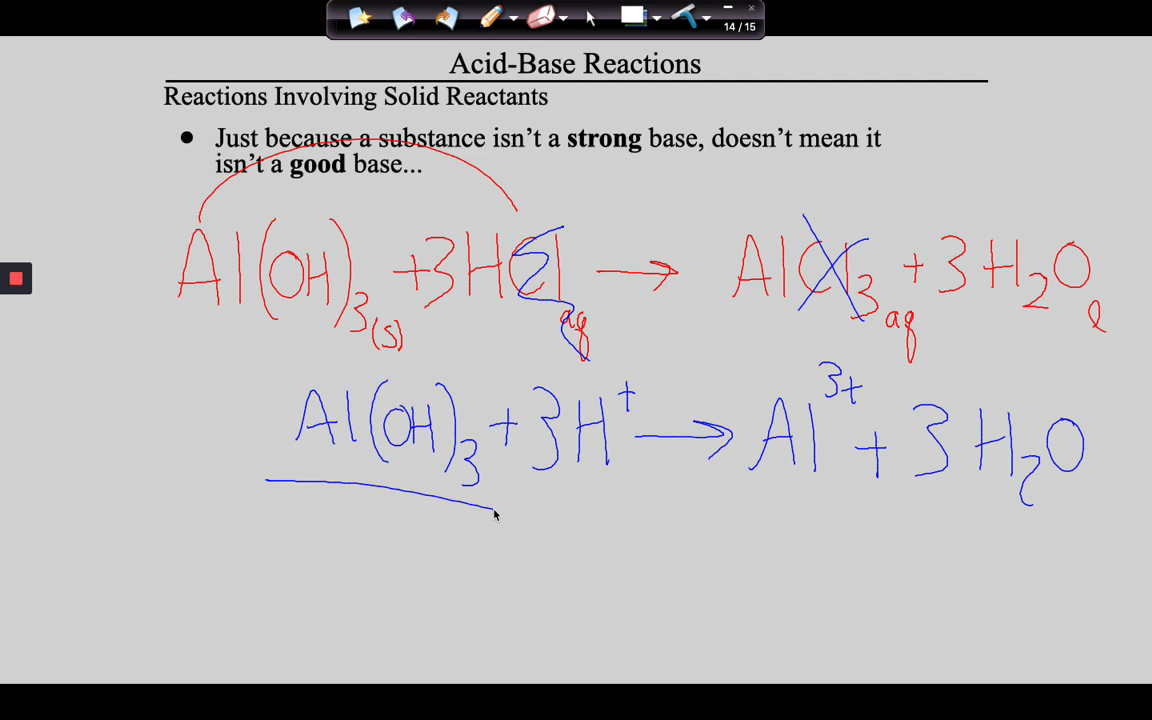 14 / 15
Acid-Base Reactions
Reactions Involving Solid Reactants
● Just because a substance isn't a strong base, doesn't mean it
isn't a good base...
Al(OH)₃(s) + 3HCl aq → AlCl₃ aq + 3H₂O l
Al(OH)₃ + 3H⁺ → Al³⁺ + 3H₂O